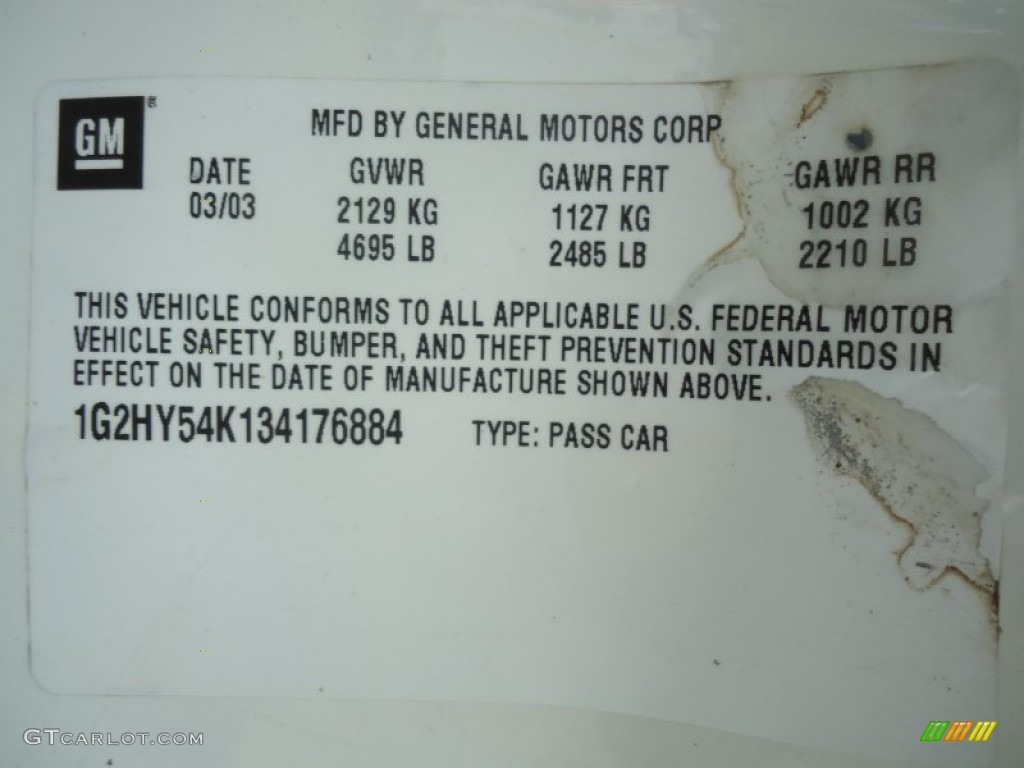 GM ®
MFD BY GENERAL MOTORS CORP.
DATE GVWR GAWR FRT GAWR RR
03/03 2129 KG 1127 KG 1002 KG
4695 LB 2485 LB 2210 LB
THIS VEHICLE CONFORMS TO ALL APPLICABLE U.S. FEDERAL MOTOR
VEHICLE SAFETY, BUMPER, AND THEFT PREVENTION STANDARDS IN
EFFECT ON THE DATE OF MANUFACTURE SHOWN ABOVE.
1G2HY54K134176884 TYPE: PASS CAR
GTCARLOT.COM